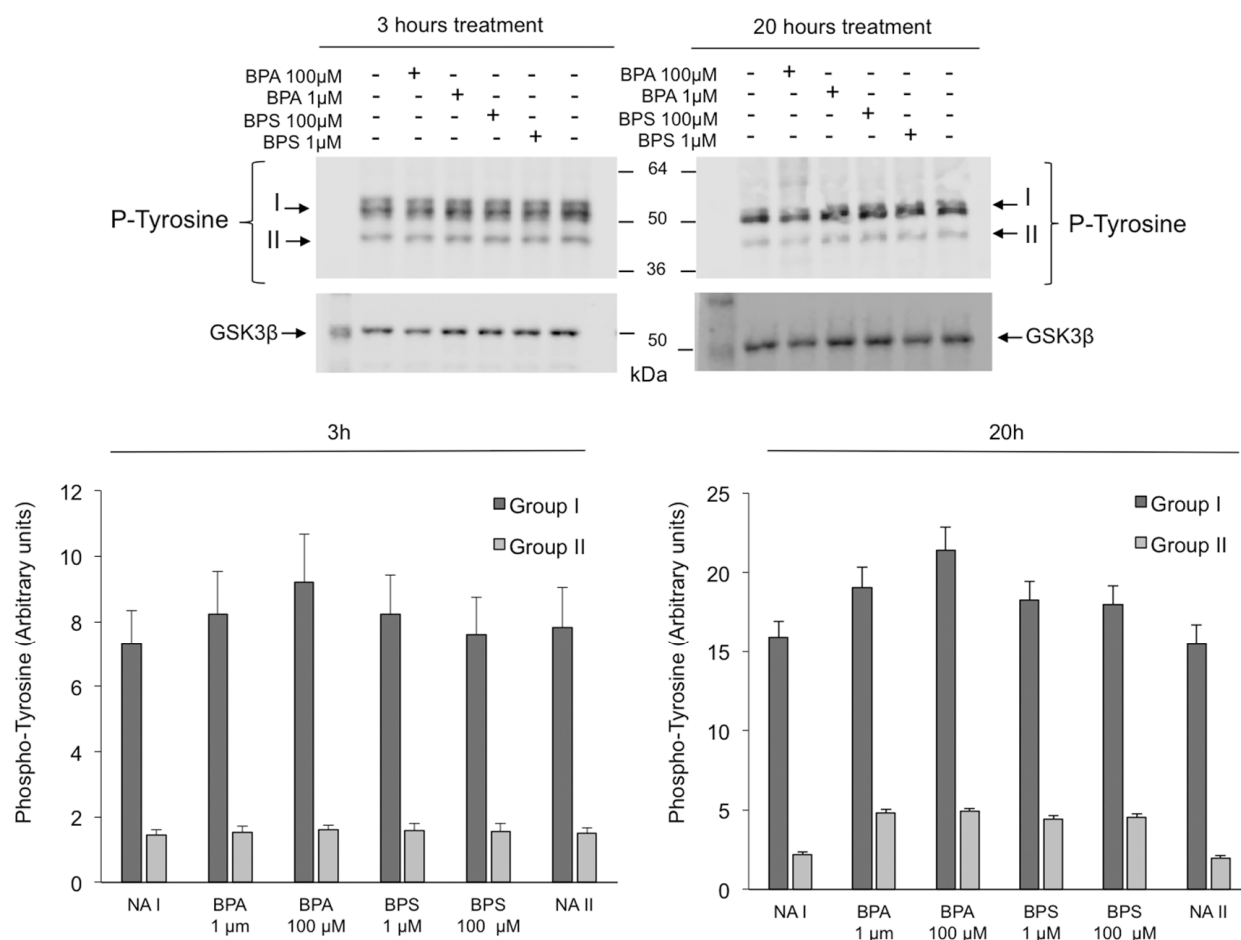 3 hours treatment
20 hours treatment
BPA 100µM - + - - - -
BPA 1µM - - + - - -
BPS 100µM - - - + - -
BPS 1µM - - - - + -
BPA 100µM - + - - - -
BPA 1µM - - + - - -
BPS 100µM - - - + - -
BPS 1µM - - - - + -
P-Tyrosine
I
II
64
50
36
I
II
P-Tyrosine
GSK3β
50
kDa
GSK3β
3h
Phospho-Tyrosine (Arbitrary units)
12
10
8
6
4
2
0
Group I
Group II
NA I
BPA
1 µm
BPA
100 µM
BPS
1 µM
BPS
100 µM
NA II
20h
Phospho-Tyrosine (Arbitrary units)
25
20
15
10
5
0
Group I
Group II
NA I
BPA
1 µm
BPA
100 µM
BPS
1 µM
BPS
100 µM
NA II